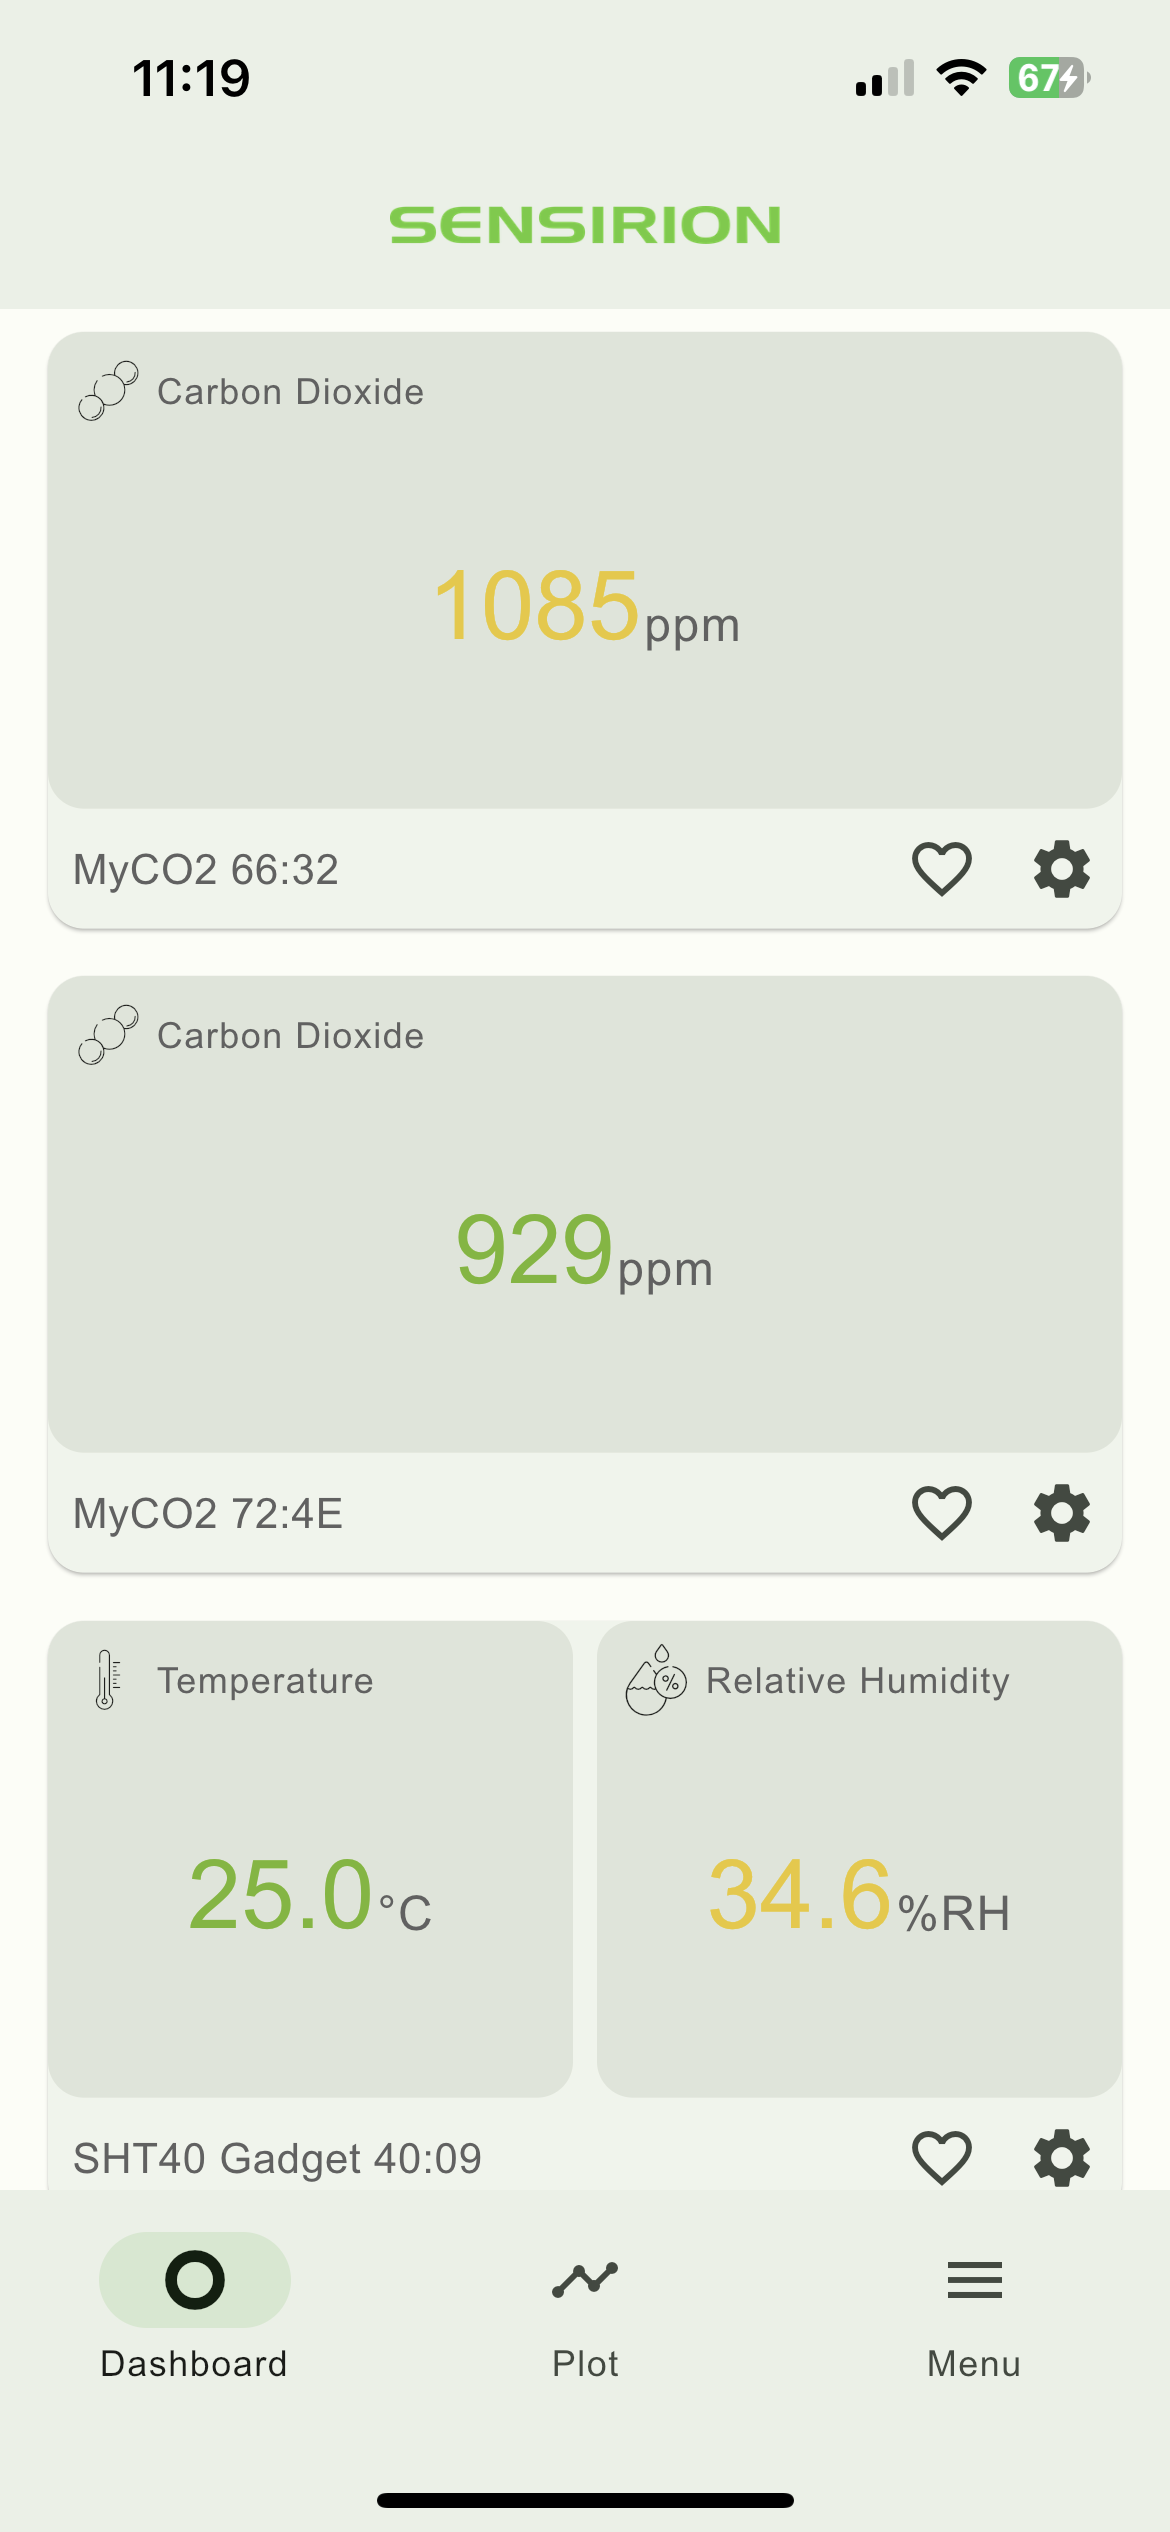 11:19
67
SENSIRION
Carbon Dioxide
1085ppm
MyCO2 66:32
Carbon Dioxide
929ppm
MyCO2 72:4E
Temperature
25.0°C
Relative Humidity
34.6%RH
SHT40 Gadget 40:09
Dashboard
Plot
Menu